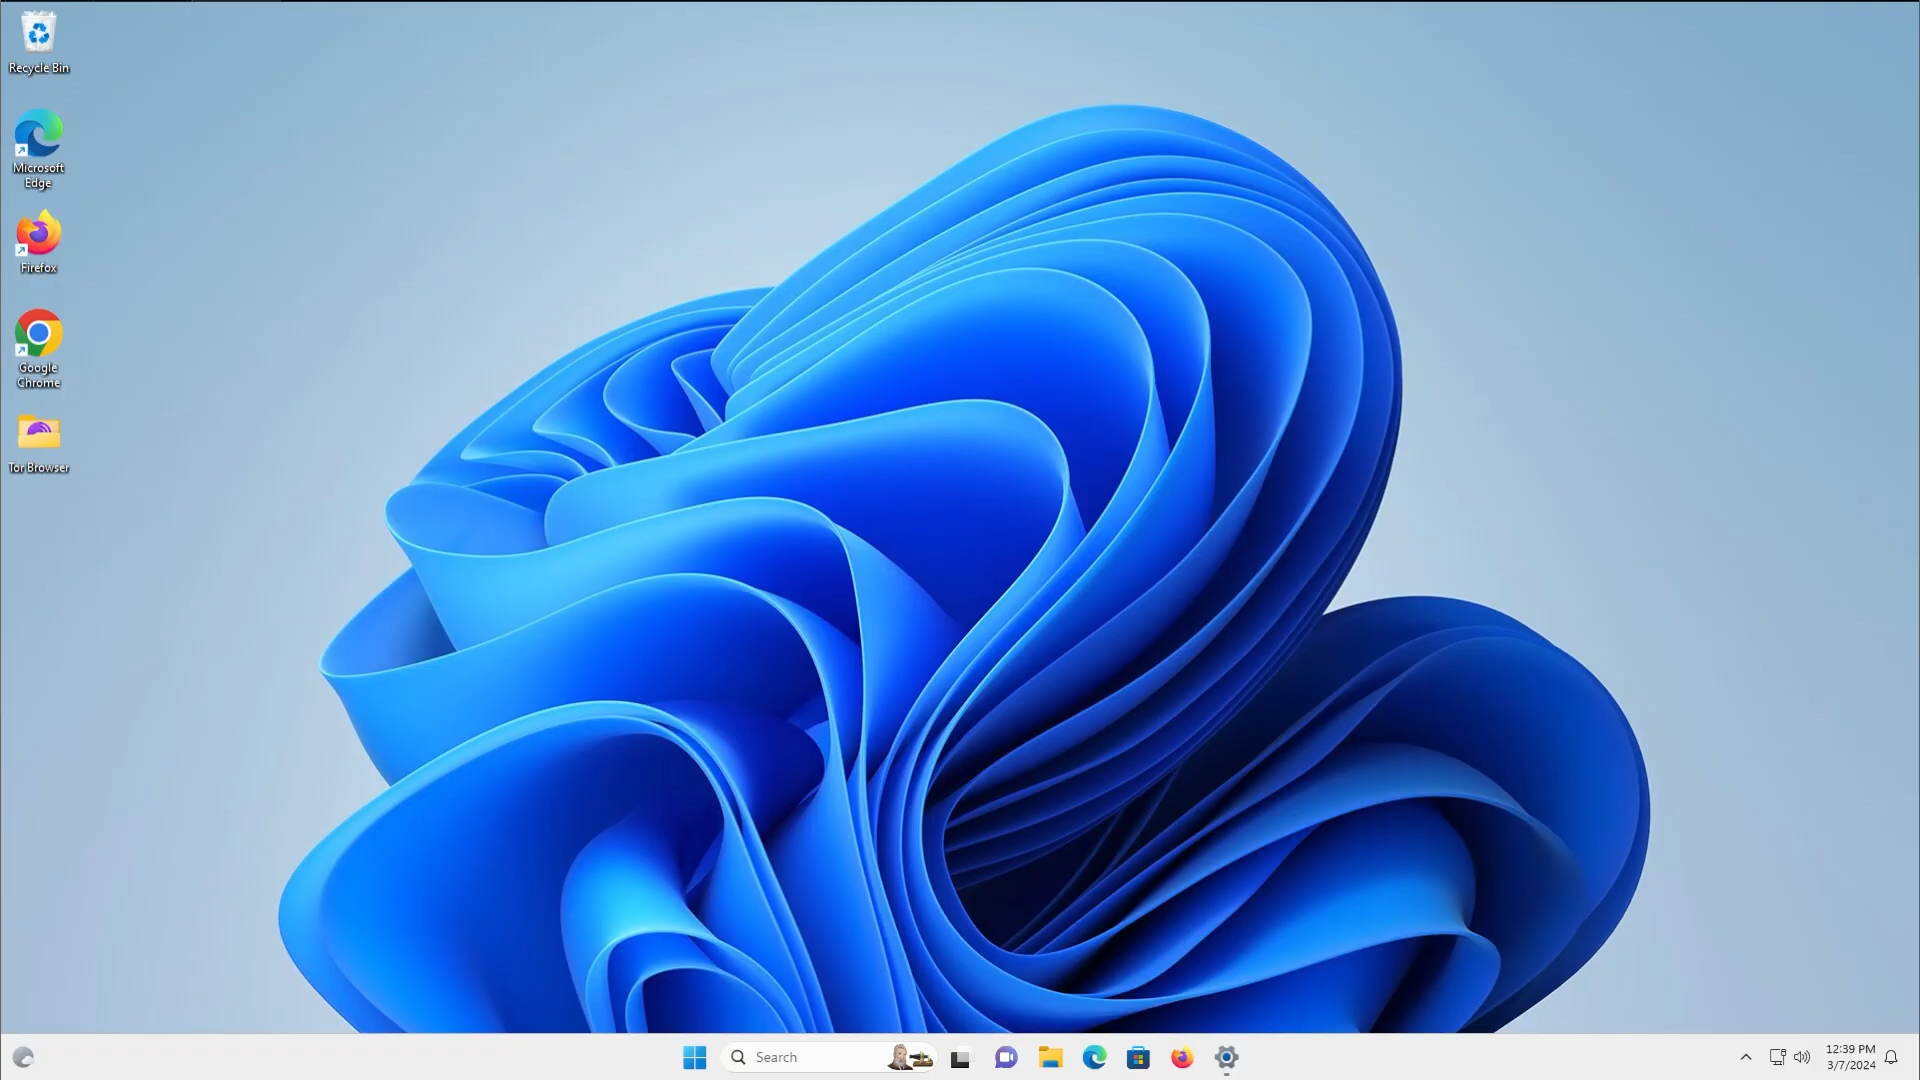 Recycle Bin
Microsoft
Edge
Firefox
Google
Chrome
Tor Browser
Search
12:39 PM
3/7/2024